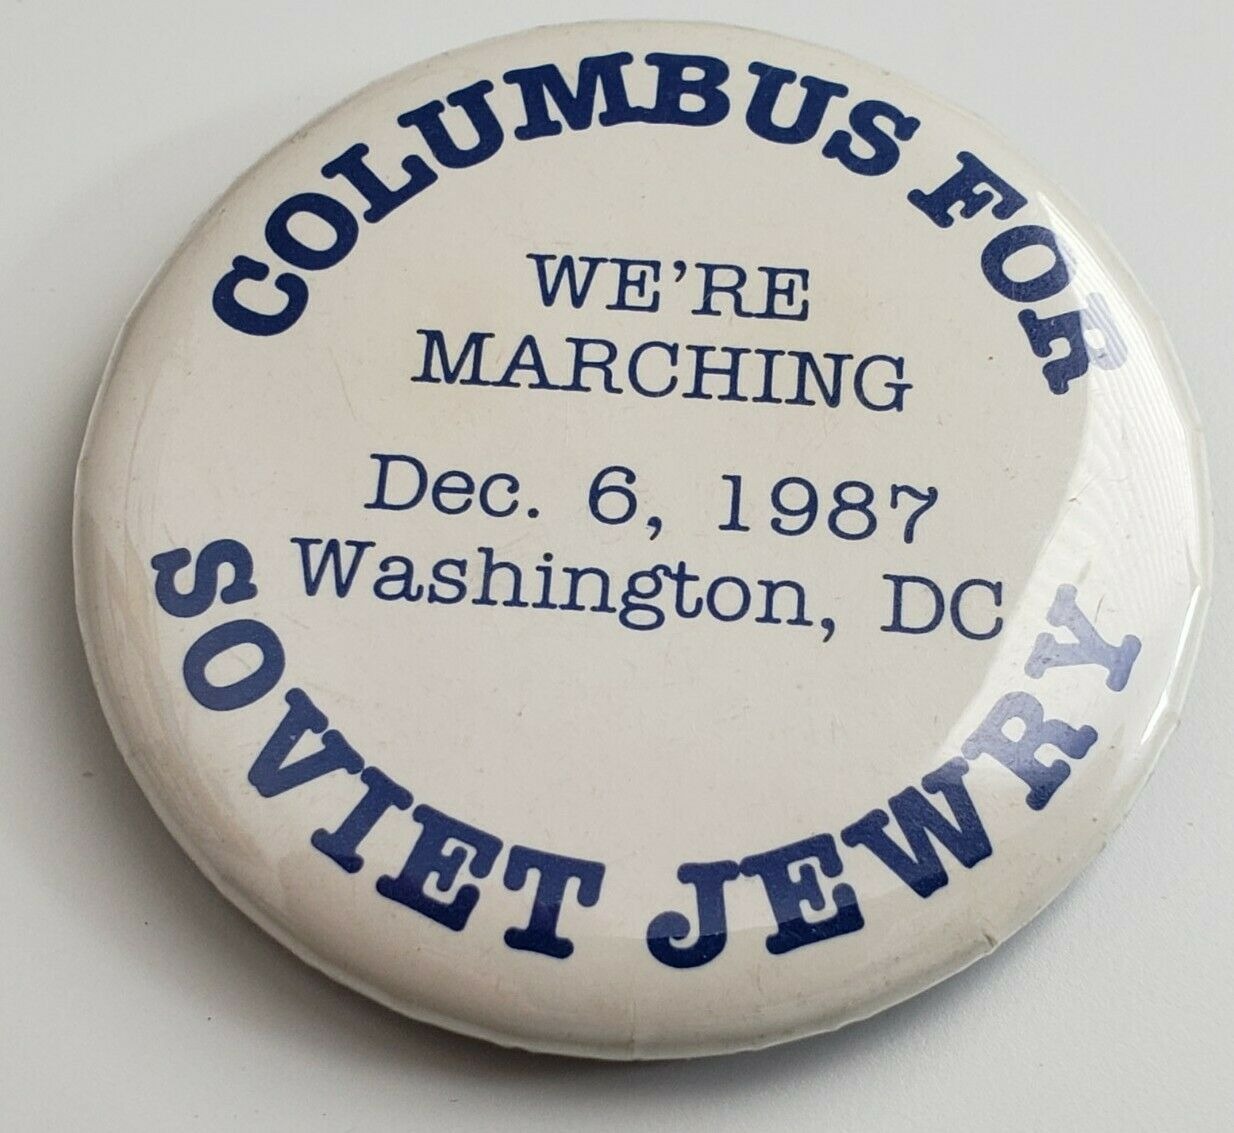 COLUMBUS FOR
WE'RE
MARCHING
Dec. 6, 1987
Washington, DC
SOVIET JEWRY